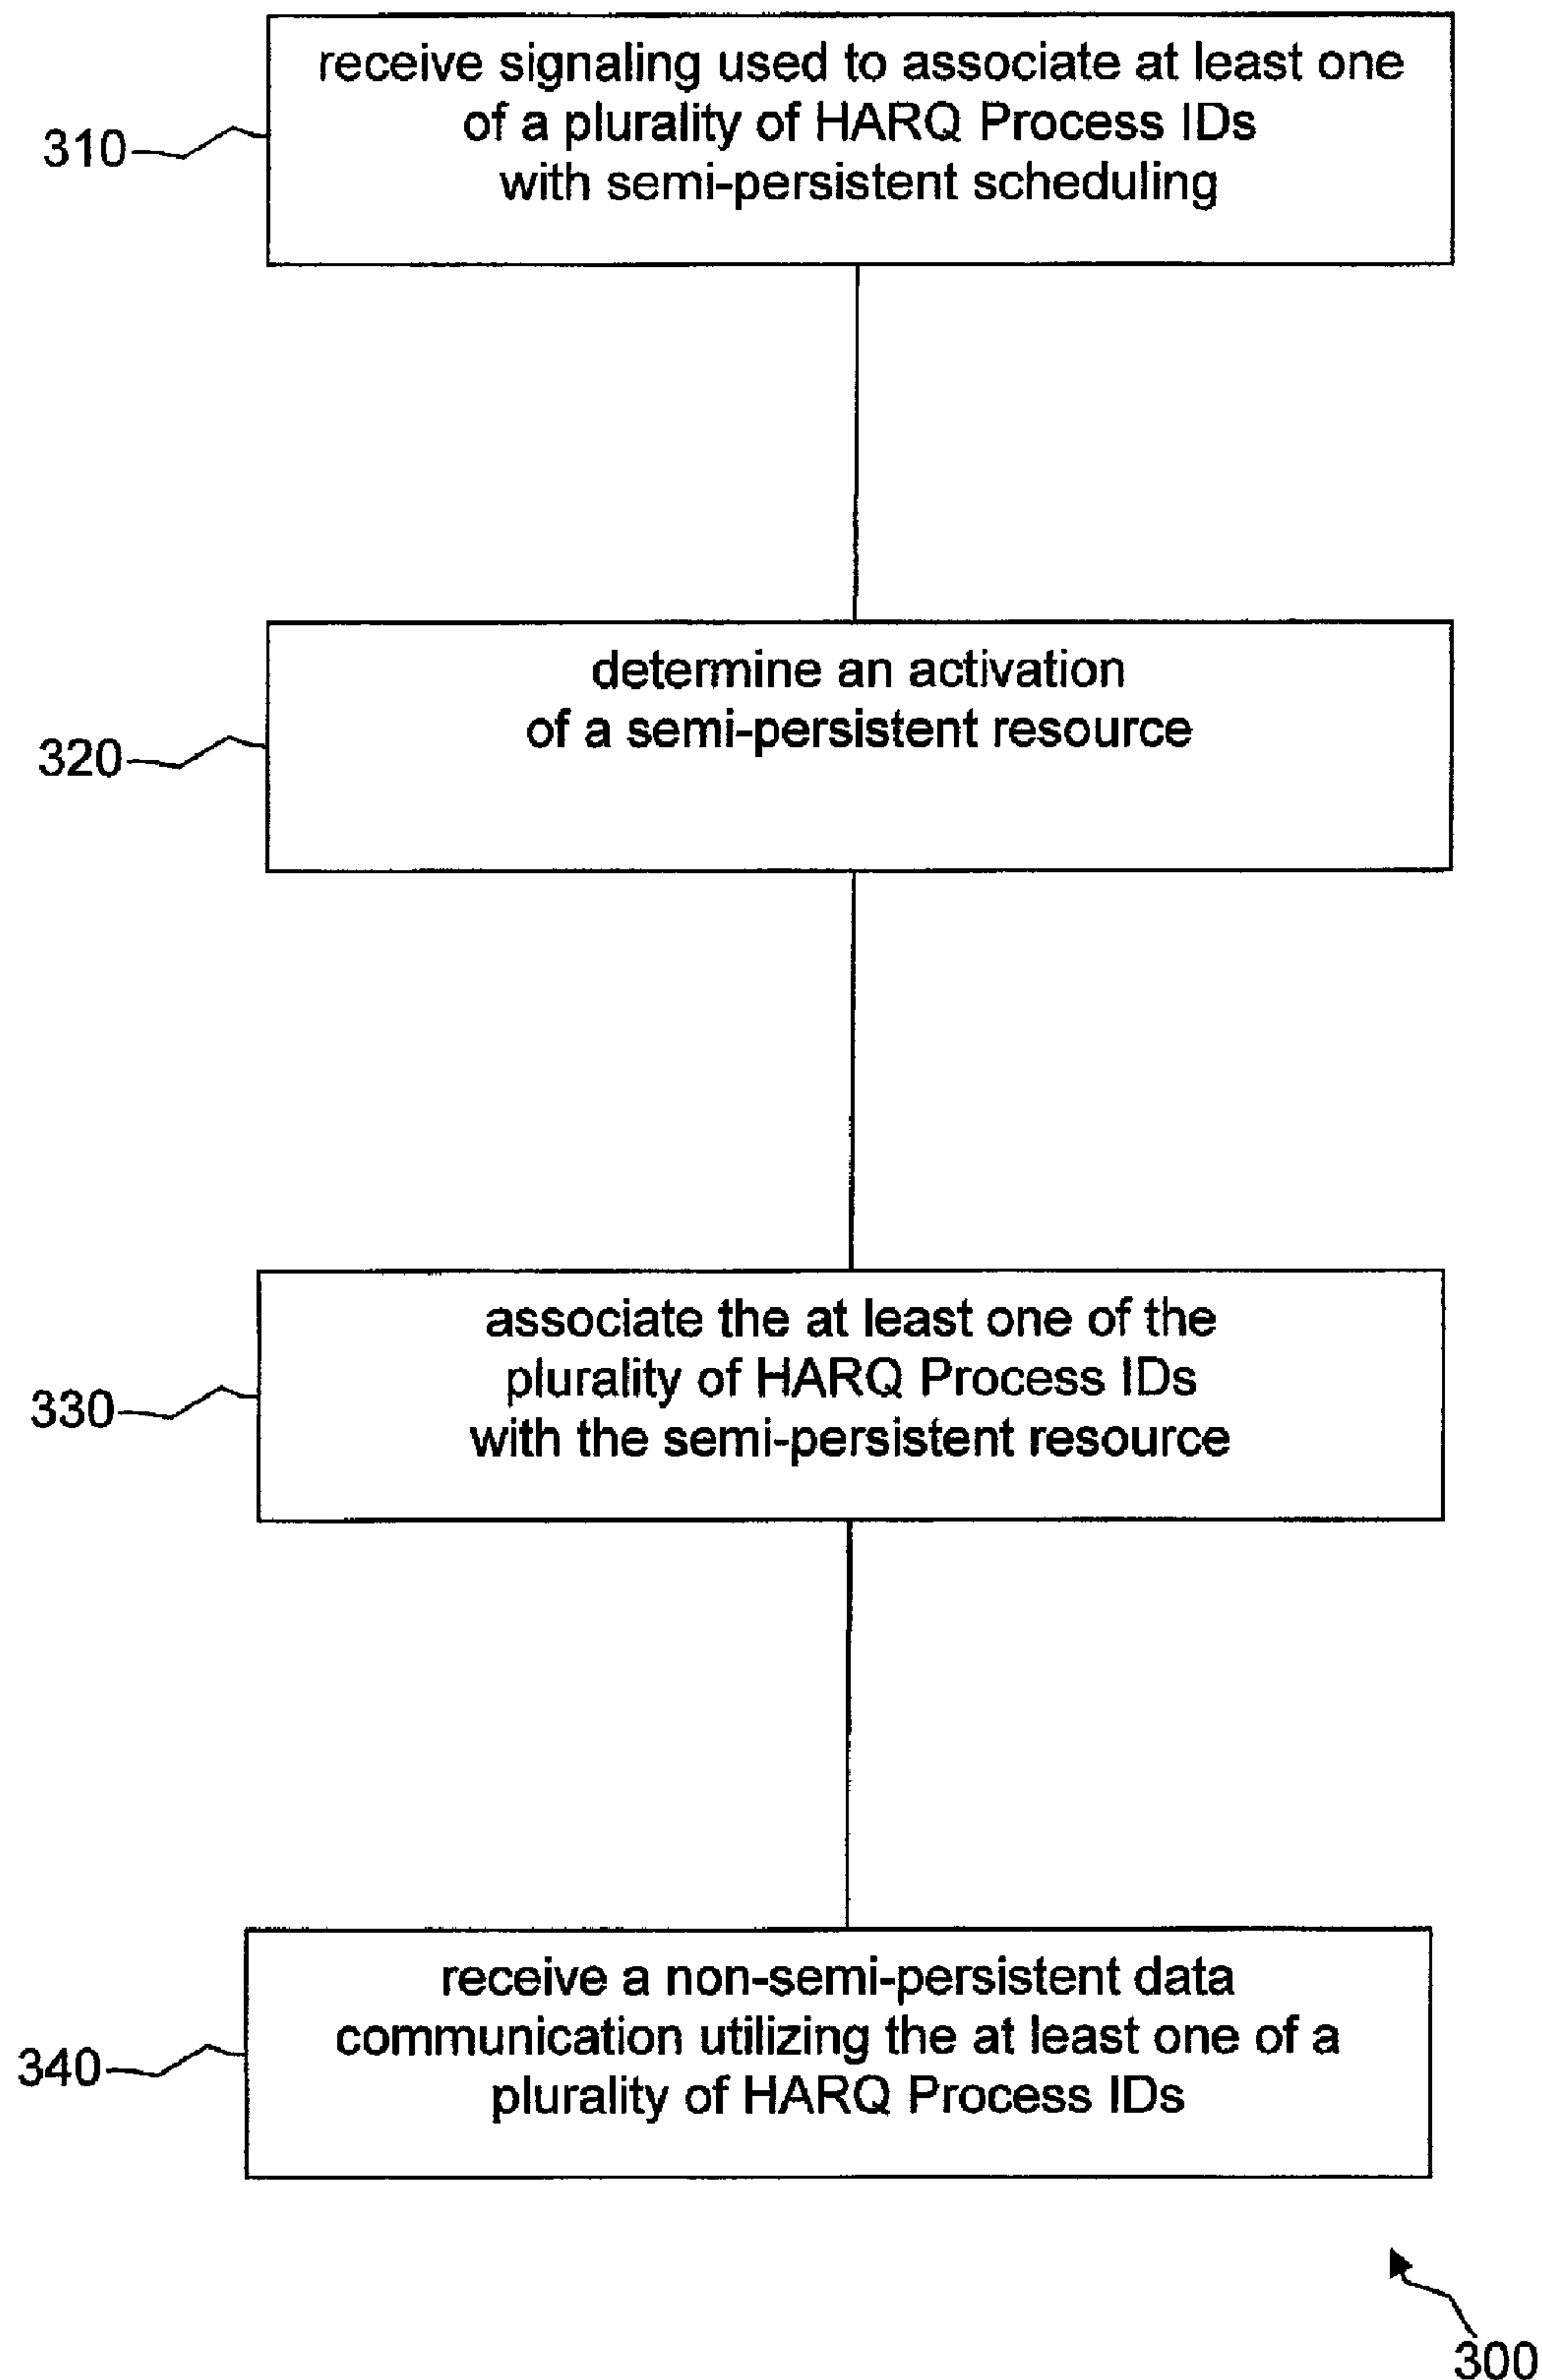 receive signaling used to associate at least one
of a plurality of HARQ Process IDs
with semi-persistent scheduling
310
determine an activation
of a semi-persistent resource
320
associate the at least one of the
plurality of HARQ Process IDs
with the semi-persistent resource
330
receive a non-semi-persistent data
communication utilizing the at least one of a
plurality of HARQ Process IDs
340
300